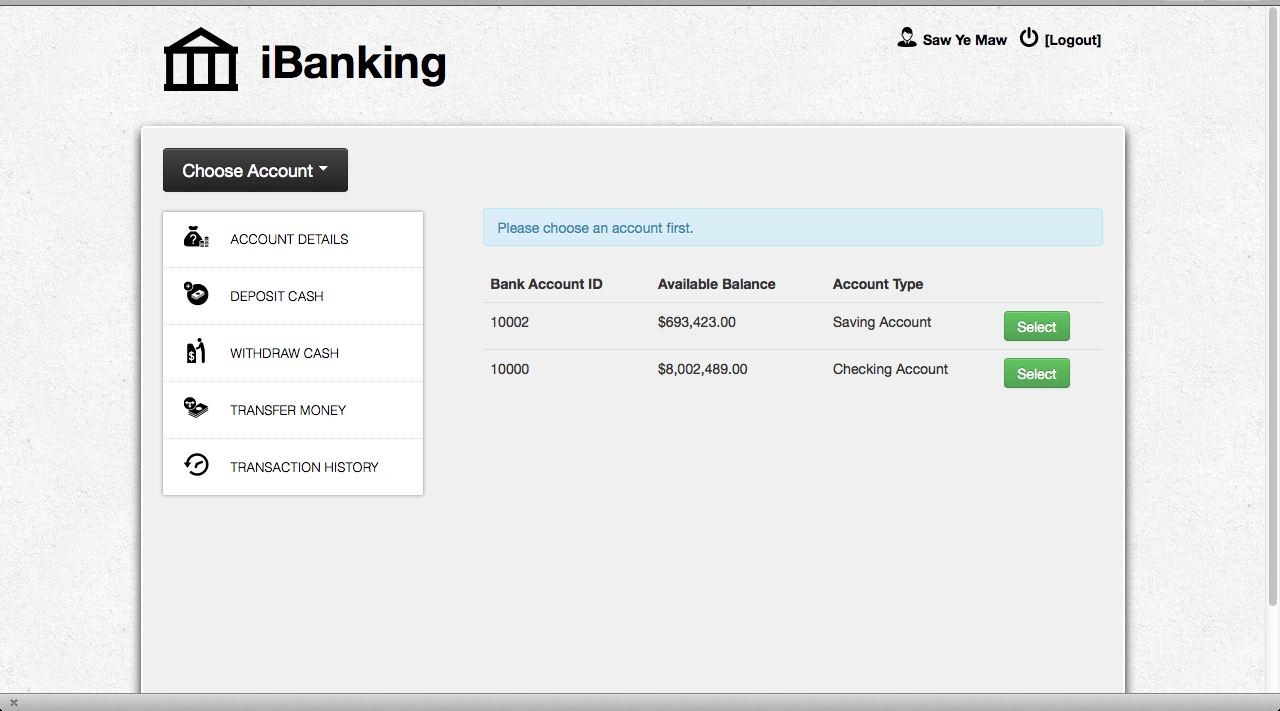 iBanking
Saw Ye Maw [Logout]
Choose Account
ACCOUNT DETAILS
DEPOSIT CASH
WITHDRAW CASH
TRANSFER MONEY
TRANSACTION HISTORY
Please choose an account first.
Bank Account ID Available Balance Account Type
10002 $693,423.00 Saving Account Select
10000 $8,002,489.00 Checking Account Select